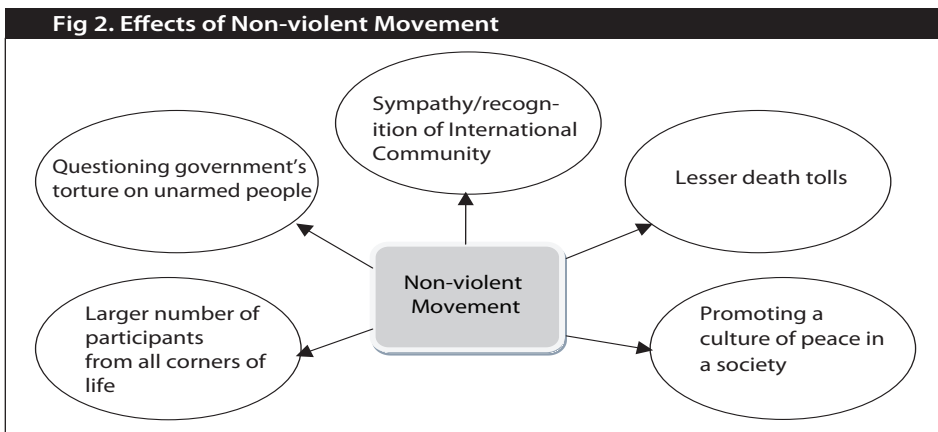 Fig 2. Effects of Non-violent Movement
Sympathy/recogn-
ition of International
Community
Questioning government's
torture on unarmed people
Lesser death tolls
Non-violent
Movement
Larger number of
participants
from all corners of
life
Promoting a
culture of peace in
a society